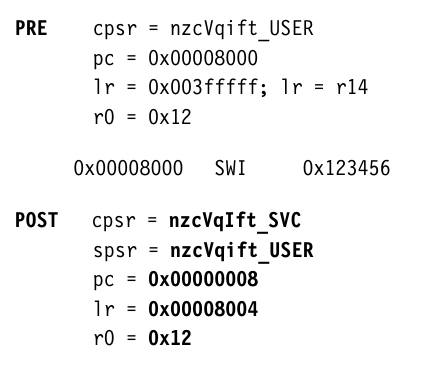 PRE cpsr = nzcVqift_USER
pc = 0x00008000
lr = 0x003fffff; lr = r14
r0 = 0x12
0x00008000 SWI 0x123456
POST cpsr = nzcVqIft_SVC
spsr = nzcVqift_USER
pc = 0x00000008
lr = 0x00008004
r0 = 0x12